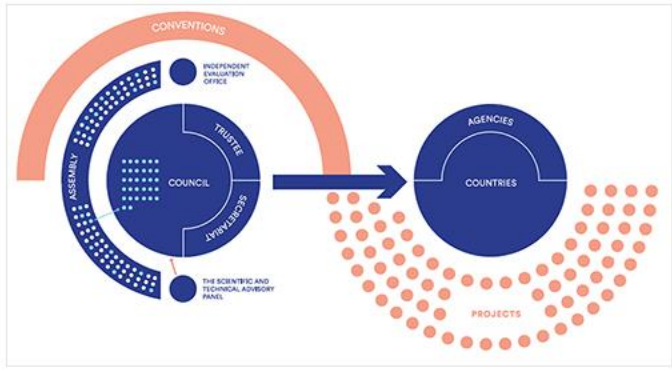 CONVENTIONS
INDEPENDENT
EVALUATION
OFFICE
ASSEMBLY
TRUSTEE
COUNCIL
SECRETARIAT
THE SCIENTIFIC AND
TECHNICAL ADVISORY
PANEL
AGENCIES
COUNTRIES
PROJECTS